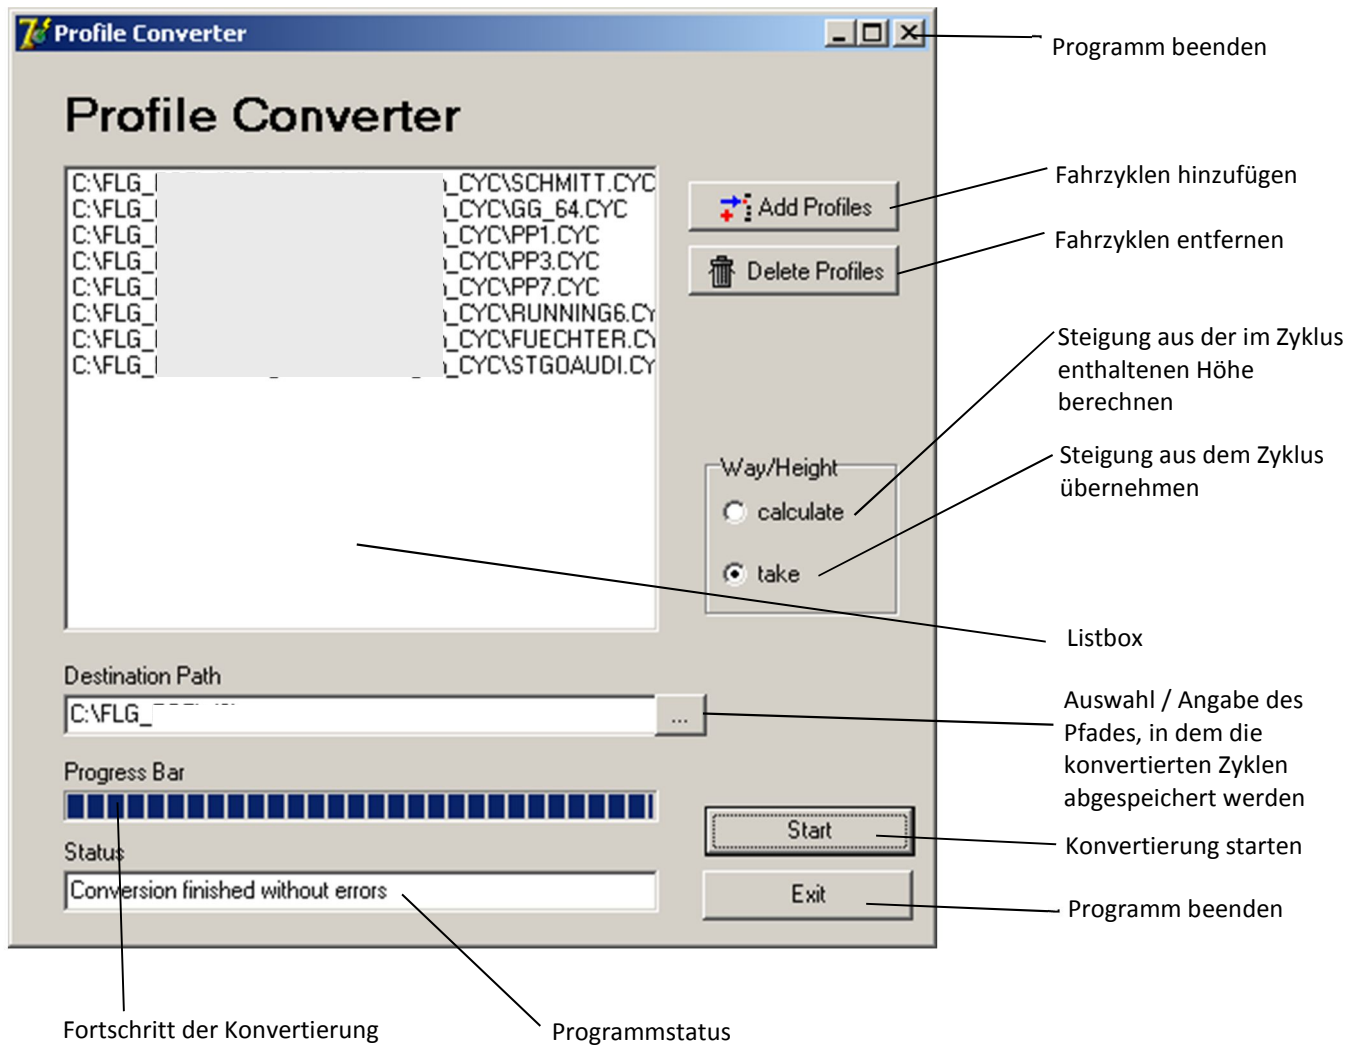 Profile Converter
Programm beenden
Profile Converter
C:\FLG_ _CYC\SCHMITT.CYC
C:\FLG_ _CYC\GG_64.CYC
C:\FLG_ _CYC\PP1.CYC
C:\FLG_ _CYC\PP3.CYC
C:\FLG_ _CYC\PP7.CYC
C:\FLG_ _CYC\RUNNING6.CY
C:\FLG_ _CYC\FUECHTER.CY
C:\FLG_ _CYC\STGOAUDI.CY
Add Profiles
Delete Profiles
Fahrzyklen hinzufügen
Fahrzyklen entfernen
Steigung aus der im Zyklus
enthaltenen Höhe
berechnen
Way/Height
calculate
take
Steigung aus dem Zyklus
übernehmen
Listbox
Destination Path
C:\FLG_
...
Auswahl / Angabe des
Pfades, in dem die
konvertierten Zyklen
abgespeichert werden
Progress Bar
Start
Konvertierung starten
Status
Conversion finished without errors
Exit
Programm beenden
Fortschritt der Konvertierung
Programmstatus